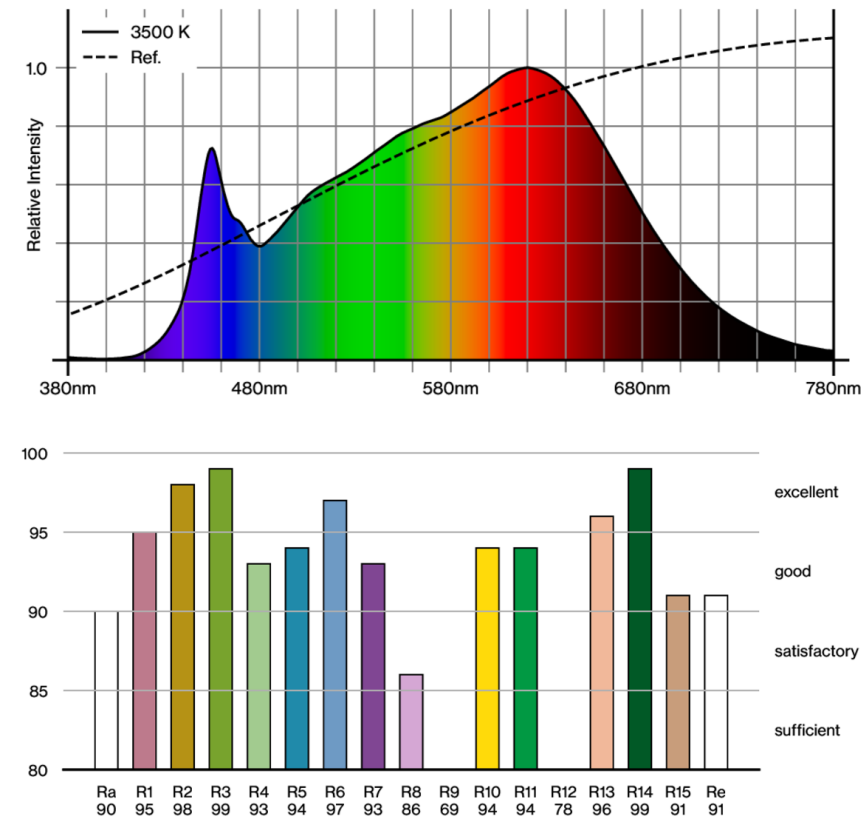 3500 K
Ref.
1.0
Relative Intensity
380nm 480nm 580nm 680nm 780nm
100
excellent
95
good
90
satisfactory
85
sufficient
80
Ra R1 R2 R3 R4 R5 R6 R7 R8 R9 R10 R11 R12 R13 R14 R15 Re
90 95 98 99 93 94 97 93 86 69 94 94 78 96 99 91 91